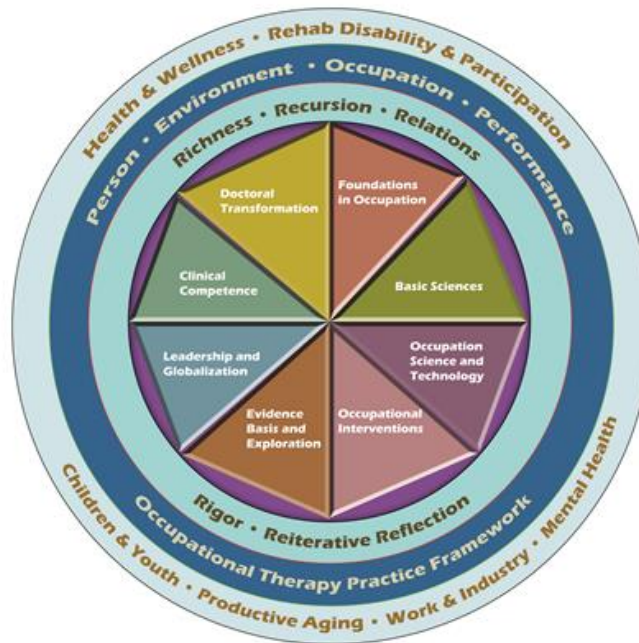 Health & Wellness • Rehab Disability & Participation
Person • Environment • Occupation • Performance
Richness • Recursion • Relations
Doctoral
Transformation
Foundations
in Occupation
Clinical
Competence
Basic Sciences
Leadership and
Globalization
Occupation
Science and
Technology
Evidence
Basis and
Exploration
Occupational
Interventions
Rigor • Reiterative Reflection
Occupational Therapy Practice Framework
Children & Youth • Productive Aging • Work & Industry • Mental Health